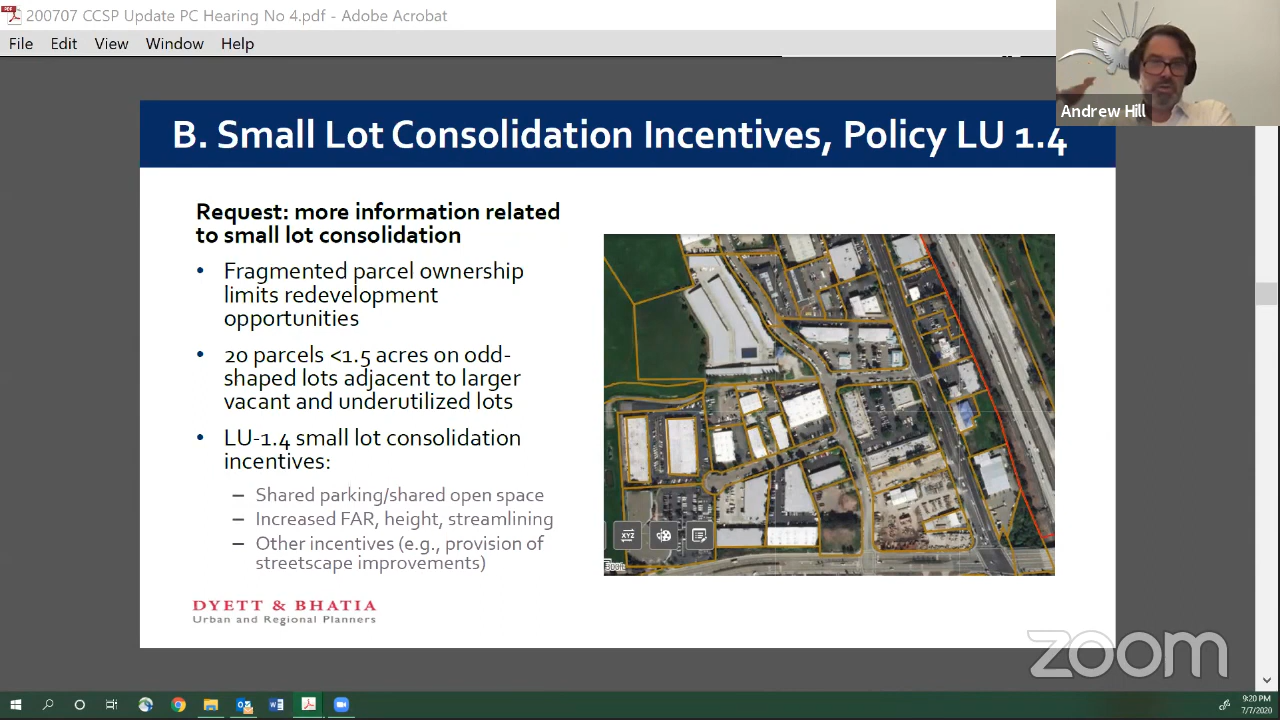 200707 CCSP Update PC Hearing No 4.pdf - Adobe Acrobat
File Edit View Window Help
Andrew Hill
B. Small Lot Consolidation Incentives, Policy LU 1.4
Request: more information related
to small lot consolidation
• Fragmented parcel ownership
limits redevelopment
opportunities
• 20 parcels <1.5 acres on odd-
shaped lots adjacent to larger
vacant and underutilized lots
• LU-1.4 small lot consolidation
incentives:
– Shared parking/shared open space
– Increased FAR, height, streamlining
– Other incentives (e.g., provision of
streetscape improvements)
XYZ
DYETT & BHATIA
Urban and Regional Planners
zoom
9:20 PM
7/7/2020